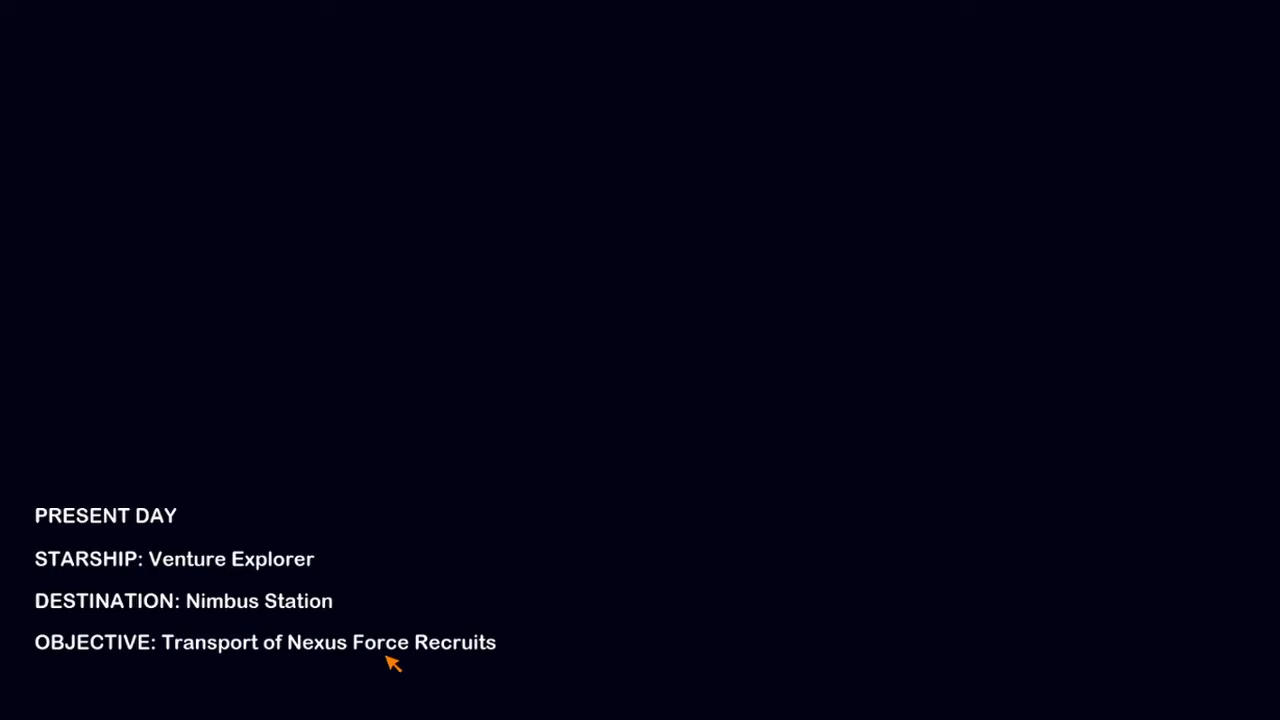 PRESENT DAY
STARSHIP: Venture Explorer
DESTINATION: Nimbus Station
OBJECTIVE: Transport of Nexus Force Recruits